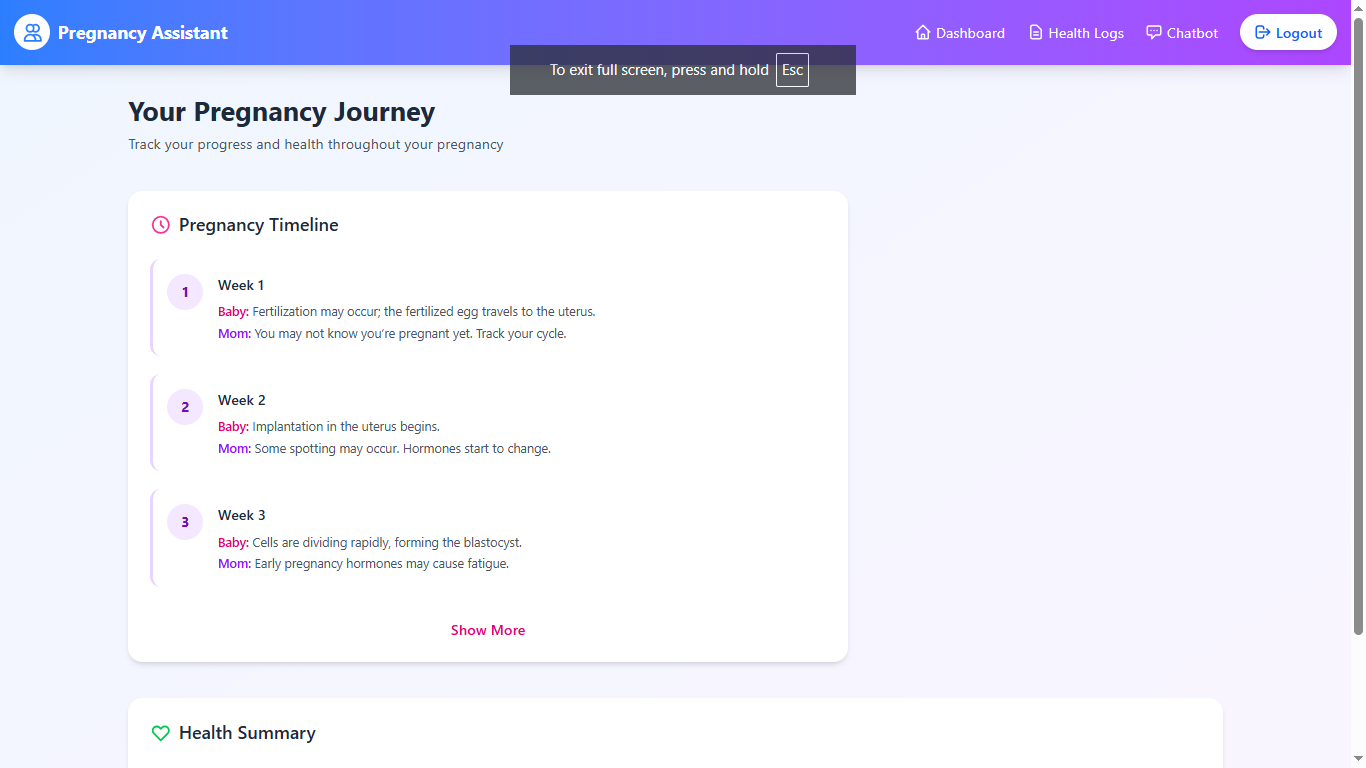 Pregnancy Assistant
Dashboard
Health Logs
Chatbot
Logout
To exit full screen, press and hold Esc
Your Pregnancy Journey
Track your progress and health throughout your pregnancy
Pregnancy Timeline
1
Week 1
Baby: Fertilization may occur; the fertilized egg travels to the uterus.
Mom: You may not know you’re pregnant yet. Track your cycle.
2
Week 2
Baby: Implantation in the uterus begins.
Mom: Some spotting may occur. Hormones start to change.
3
Week 3
Baby: Cells are dividing rapidly, forming the blastocyst.
Mom: Early pregnancy hormones may cause fatigue.
Show More
Health Summary